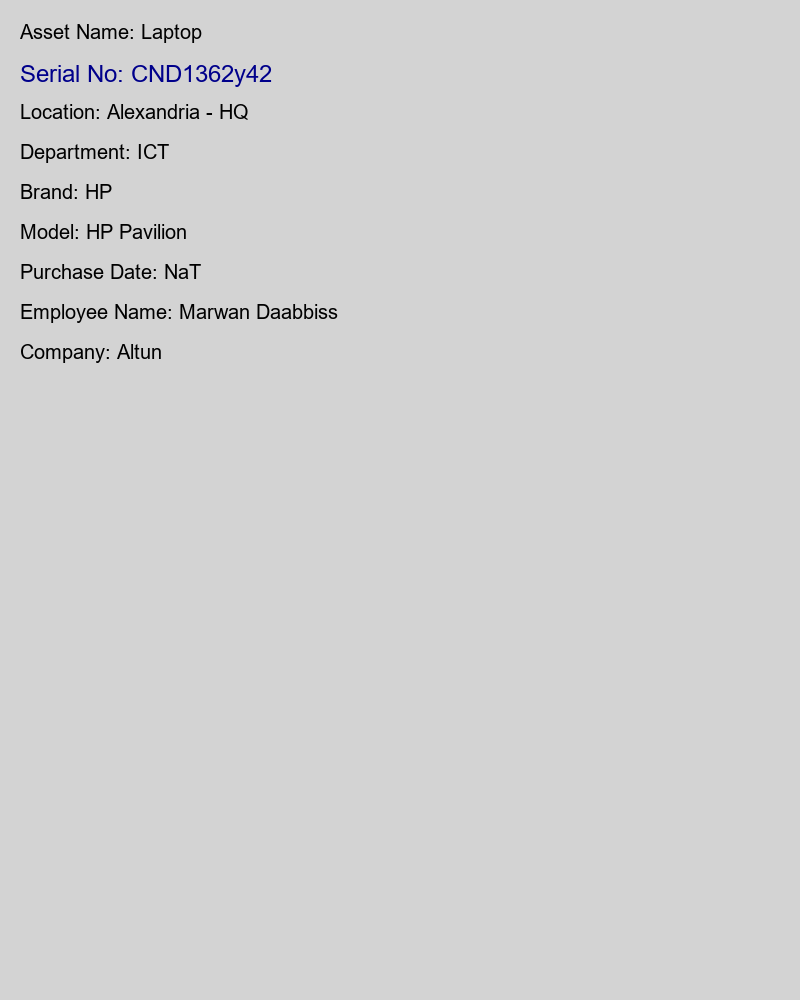 Asset Name: Laptop
Serial No: CND1362y42
Location: Alexandria - HQ
Department: ICT
Brand: HP
Model: HP Pavilion
Purchase Date: NaT
Employee Name: Marwan Daabbiss
Company: Altun